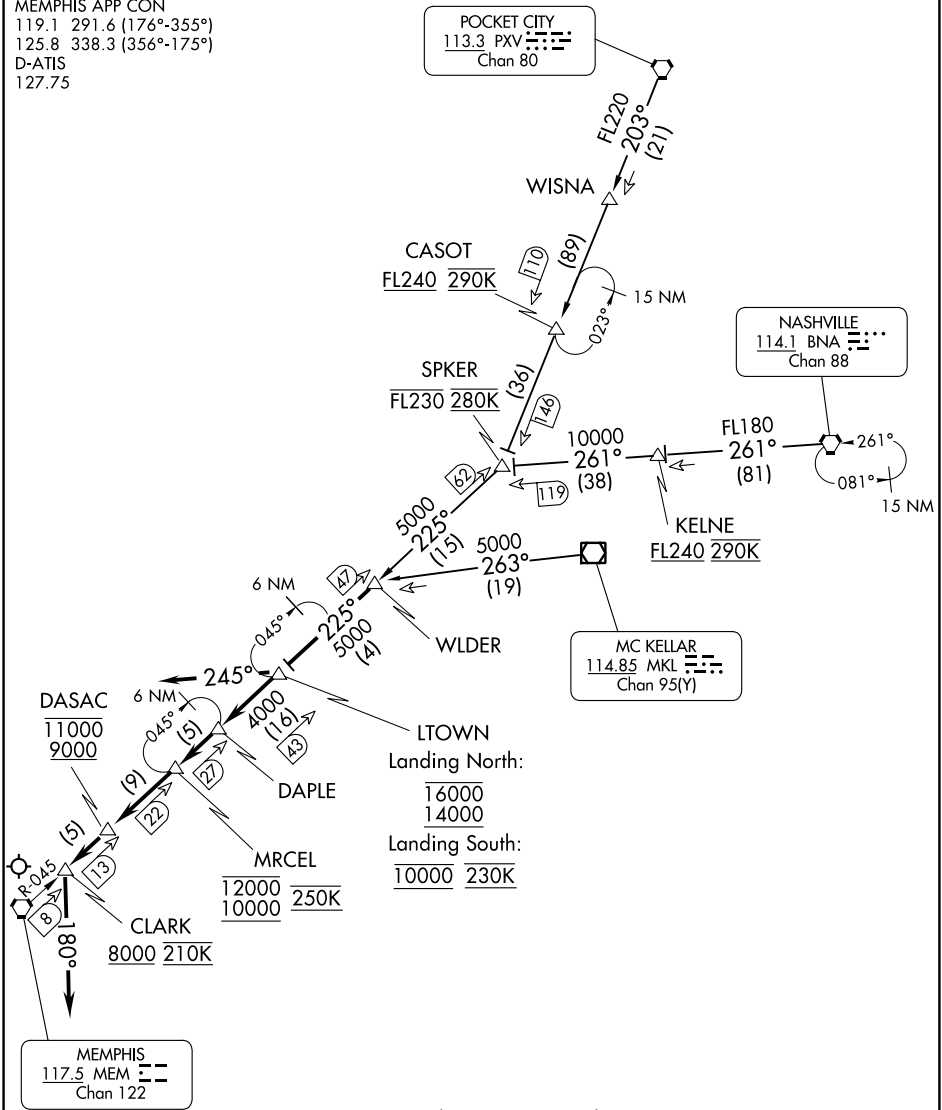 MEMPHIS APP CON
119.1 291.6 (176°-355°)
125.8 338.3 (356°-175°)
D-ATIS
127.75
POCKET CITY
113.3 PXV
Chan 80
FL220
203°
(21)
WISNA
(89)
CASOT
FL240 290K
110
15 NM
023°
NASHVILLE
114.1 BNA
Chan 88
SPKER
FL230 280K
(36)
146
10000
261°
(38)
FL180
261°
(81)
261°
081°
15 NM
62
119
KELNE
FL240 290K
5000
225°
(15)
5000
263°
(19)
47
6 NM
045°
225°
5000
(4)
WLDER
MC KELLAR
114.85 MKL
Chan 95(Y)
245°
6 NM
045°
DASAC
11000
9000
4000
(16)
43
LTOWN
Landing North:
16000
14000
Landing South:
10000 230K
(5)
27
DAPLE
(9)
22
MRCEL
12000
10000
250K
(5)
13
R-045
8
CLARK
8000 210K
180°
MEMPHIS
117.5 MEM
Chan 122